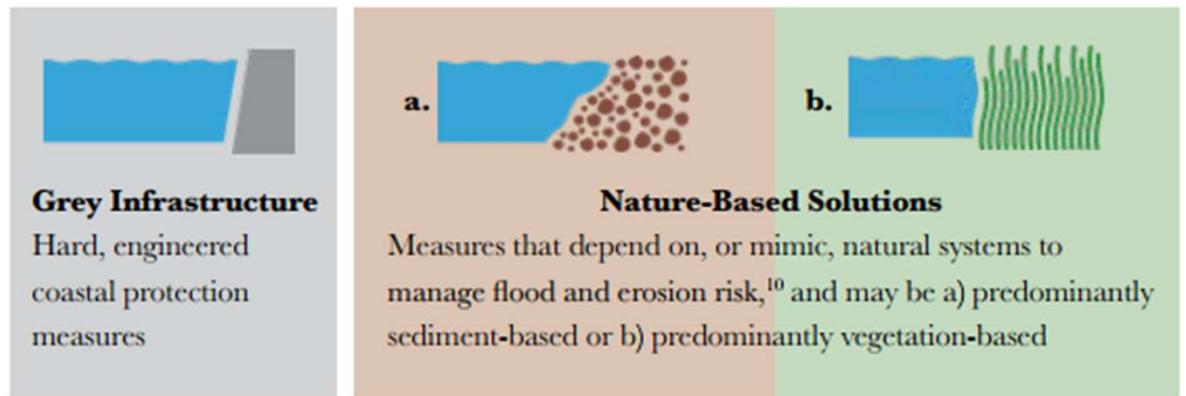 Grey Infrastructure
Hard, engineered
coastal protection
measures
a.
b.
Nature-Based Solutions
Measures that depend on, or mimic, natural systems to
manage flood and erosion risk,¹⁰ and may be a) predominantly
sediment-based or b) predominantly vegetation-based